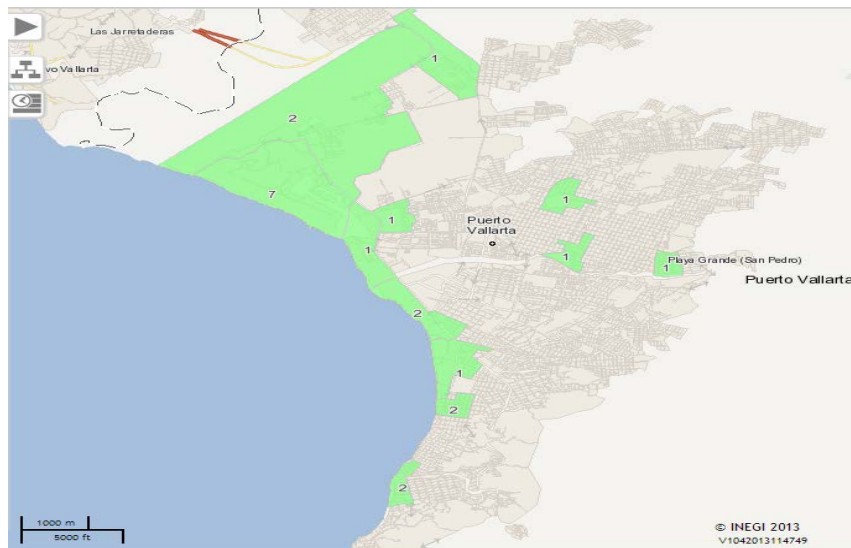 Las Jarretaderas
vo Vallarta
1
2
7
1
1
1
Puerto
Vallarta
1
Playa Grande (San Pedro)
1
Puerto Vallarta
2
1
2
2
1000 m
5000 ft
© INEGI 2013
V1042013114749